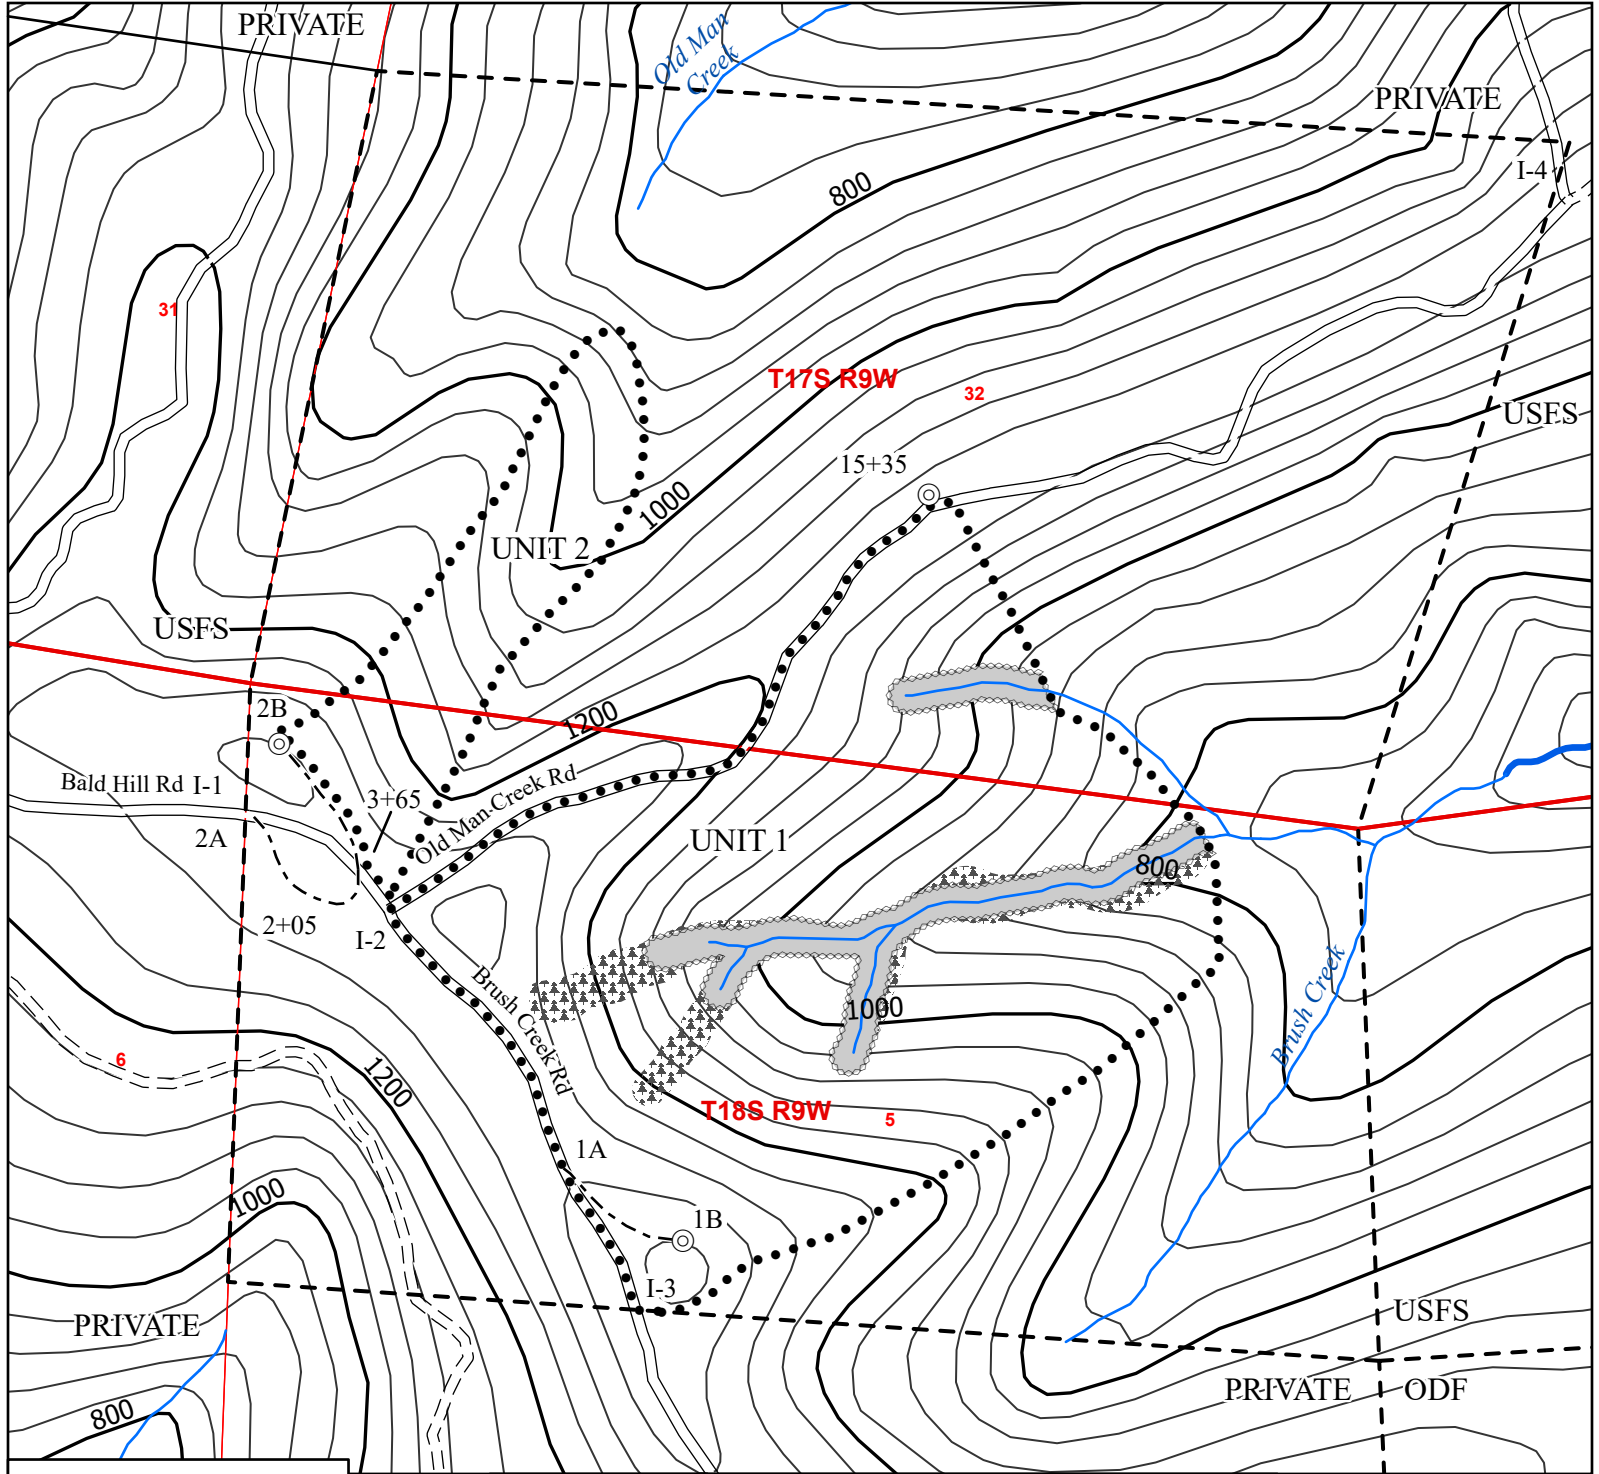 PRIVATE
Old Man
Creek
PRIVATE
I-4
800
31
T17S R9W
32
USFS
15+35
1000
UNIT 2
USFS
2B
1200
Bald Hill Rd I-1
3+65
Old Man Creek Rd
2A
UNIT 1
800
2+05
I-2
Brush Creek Rd
1000
Brush Creek
6
1200
T18S R9W
5
1A
1000
1B
I-3
PRIVATE
USFS
PRIVATE
ODF
800